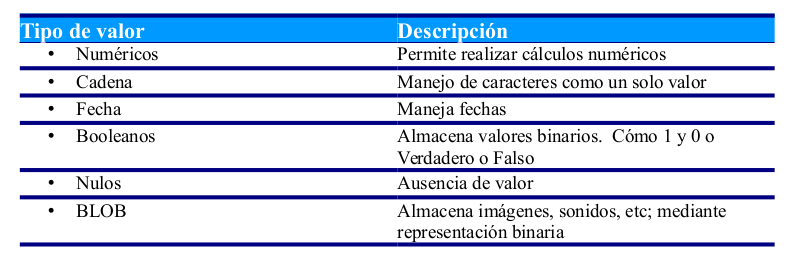 Tipo de valor Descripción
• Numéricos Permite realizar cálculos numéricos
• Cadena Manejo de caracteres como un solo valor
• Fecha Maneja fechas
• Booleanos Almacena valores binarios. Cómo 1 y 0 o
Verdadero o Falso
• Nulos Ausencia de valor
• BLOB Almacena imágenes, sonidos, etc; mediante
representación binaria